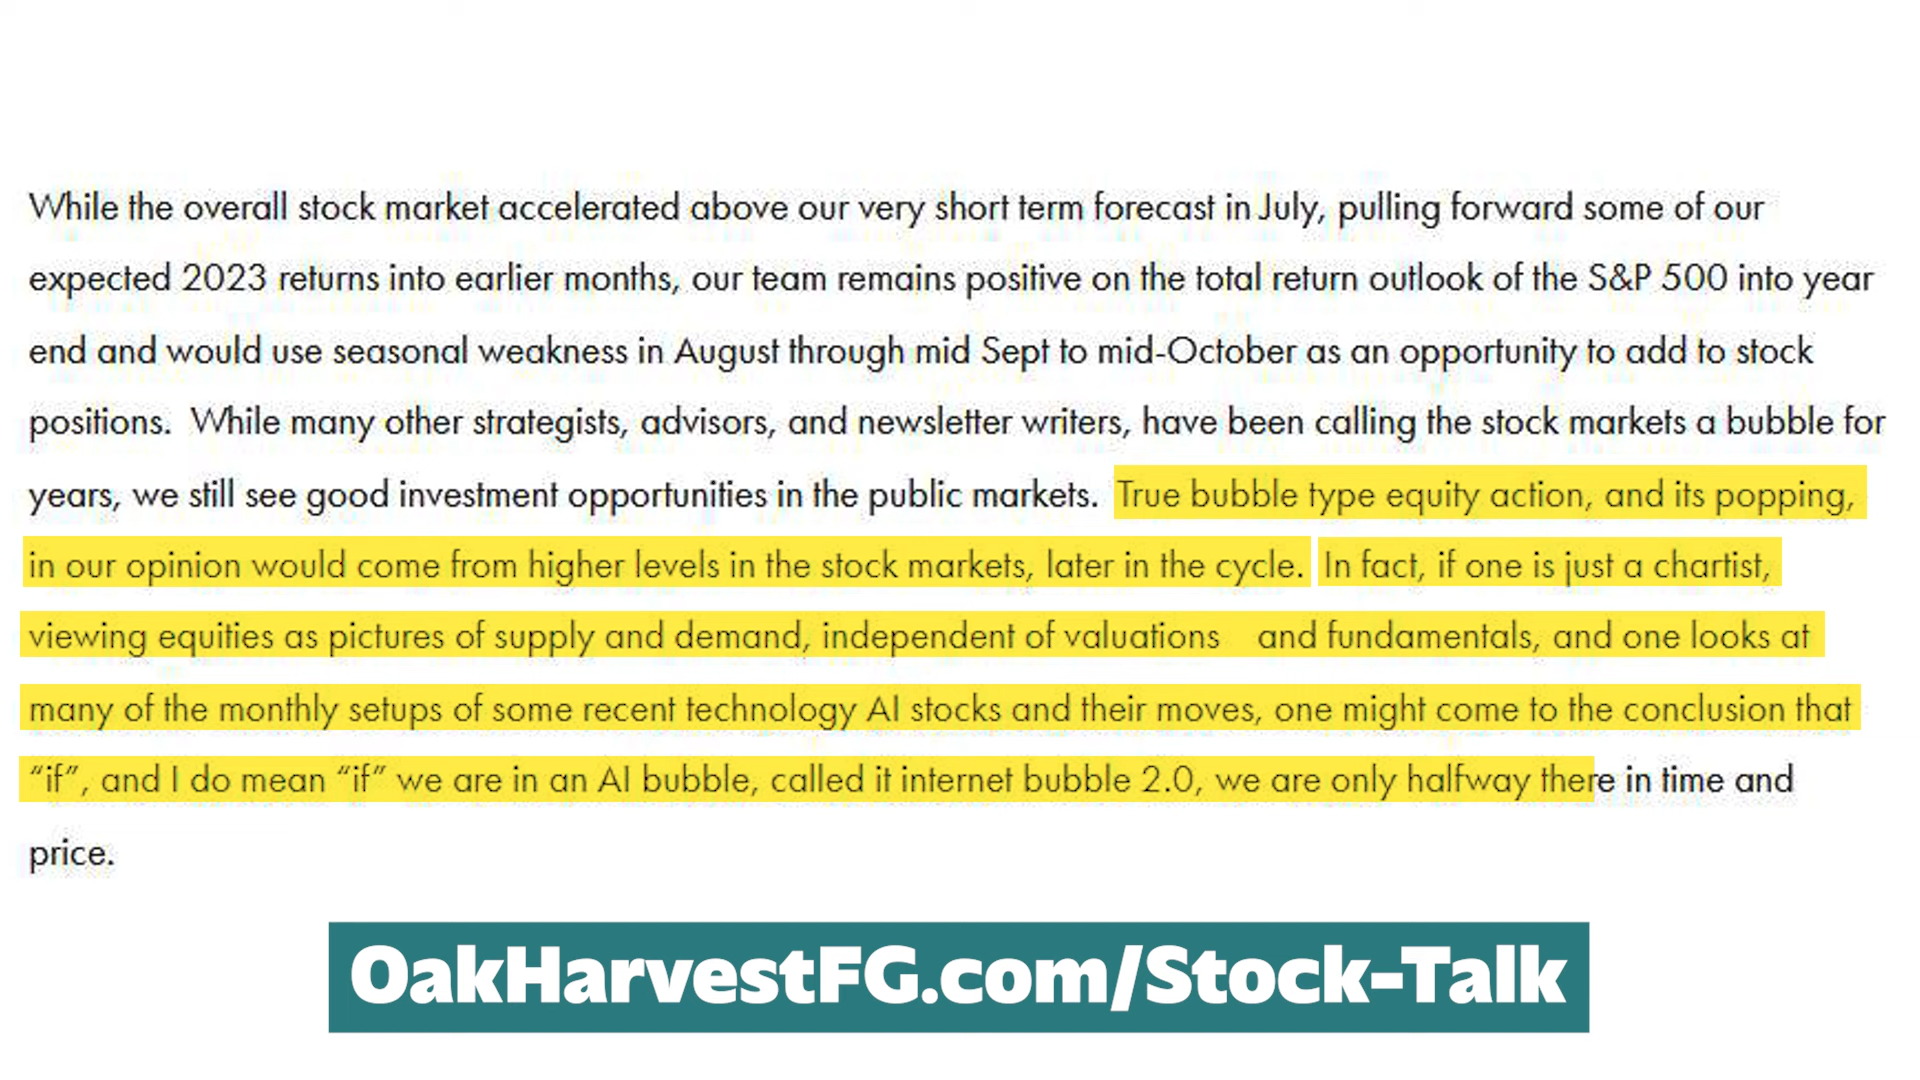 While the overall stock market accelerated above our very short term forecast in July, pulling forward some of our
expected 2023 returns into earlier months, our team remains positive on the total return outlook of the S&P 500 into year
end and would use seasonal weakness in August through mid Sept to mid-October as an opportunity to add to stock
positions.  While many other strategists, advisors, and newsletter writers, have been calling the stock markets a bubble for
years, we still see good investment opportunities in the public markets.  True bubble type equity action, and its popping,
in our opinion would come from higher levels in the stock markets, later in the cycle.  In fact, if one is just a chartist,
viewing equities as pictures of supply and demand, independent of valuations   and fundamentals, and one looks at
many of the monthly setups of some recent technology AI stocks and their moves, one might come to the conclusion that
“if”, and I do mean “if” we are in an AI bubble, called it internet bubble 2.0, we are only halfway there in time and
price.
OakHarvestFG.com/Stock-Talk